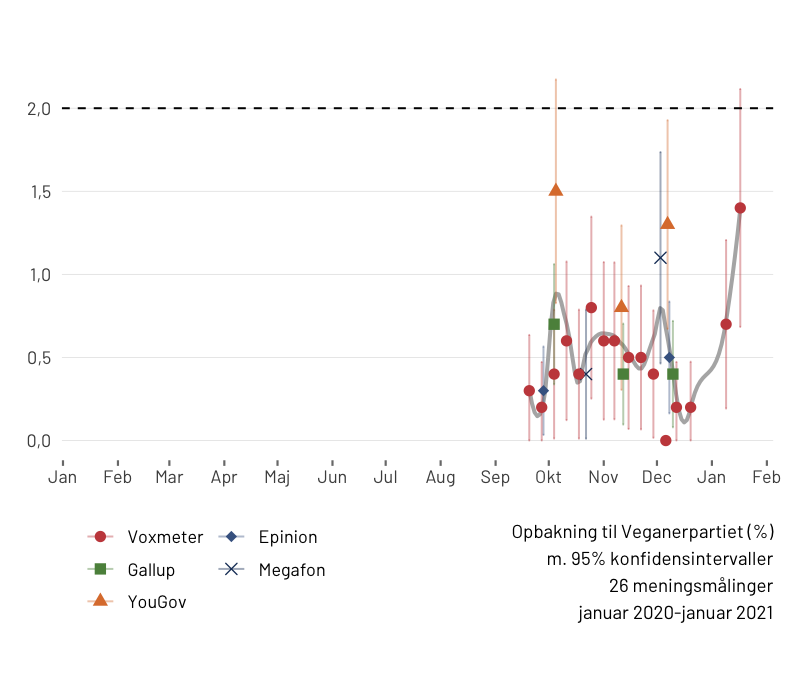 2,0
1,5
1,0
0,5
0,0
Jan Feb Mar Apr Maj Jun Jul Aug Sep Okt Nov Dec Jan Feb
Voxmeter
Epinion
Gallup
Megafon
YouGov
Opbakning til Veganerpartiet (%)
m. 95% konfidensintervaller
26 meningsmålinger
januar 2020-januar 2021